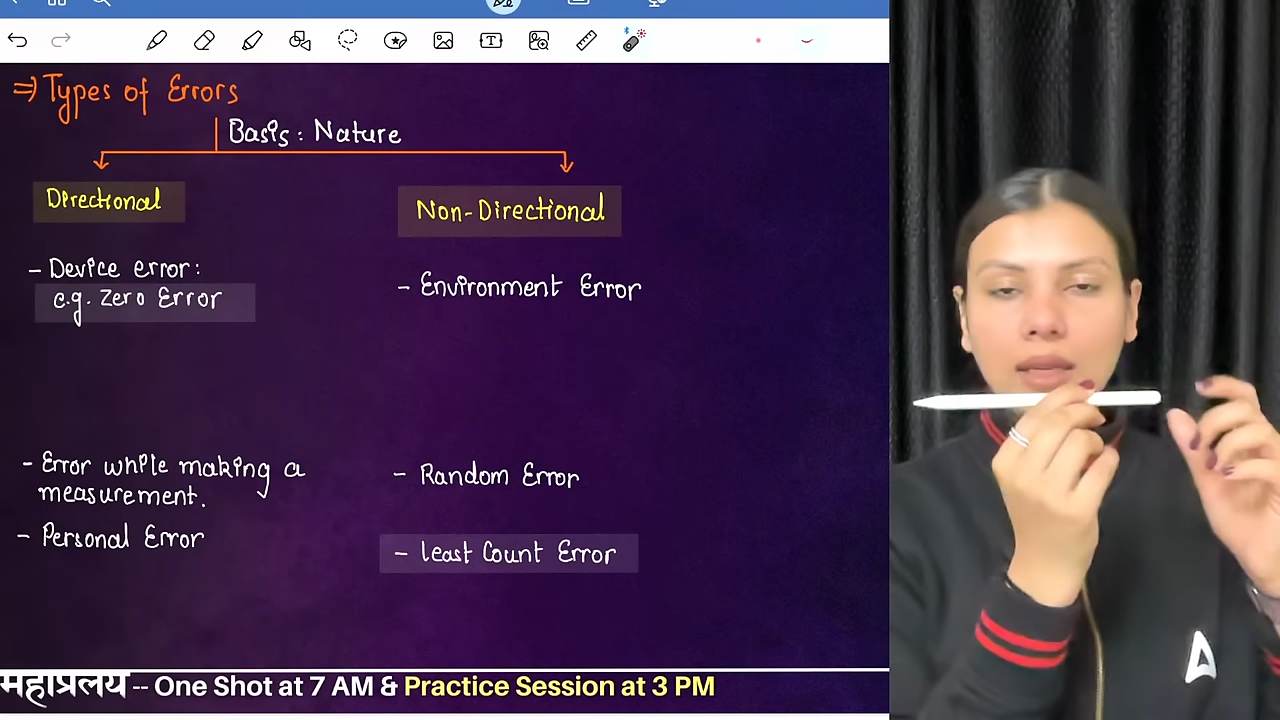 ⇒ Types of Errors
Basis: Nature
Directional
Non-Directional
- Device error:
e.g. Zero Error
- Environment Error
- Error while making a
measurement.
- Random Error
- Personal Error
- Least Count Error
महाप्रलय -- One Shot at 7 AM & Practice Session at 3 PM